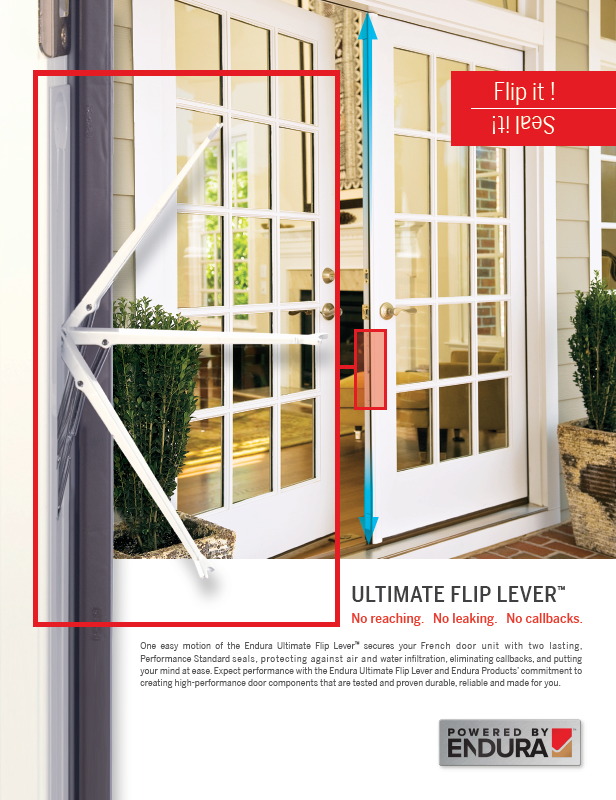 Flip it !
Seal it!
ULTIMATE FLIP LEVER™
No reaching. No leaking. No callbacks.
One easy motion of the Endura Ultimate Flip Lever™ secures your French door unit with two lasting,
Performance Standard seals, protecting against air and water infiltration, eliminating callbacks, and putting
your mind at ease. Expect performance with the Endura Ultimate Flip Lever and Endura Products' commitment to
creating high-performance door components that are tested and proven durable, reliable and made for you.
POWERED BY
ENDURA